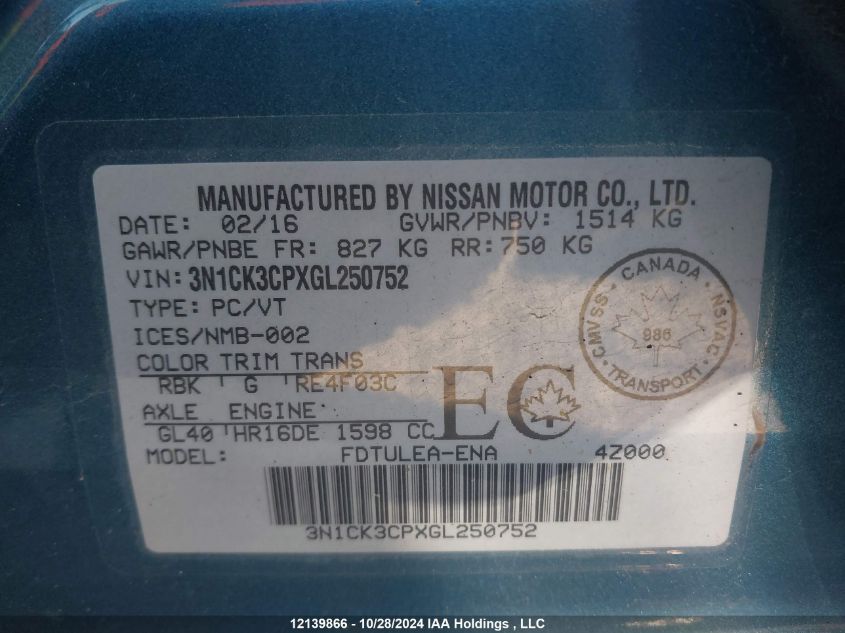 MANUFACTURED BY NISSAN MOTOR CO., LTD.
DATE: 02/16 GVWR/PNBV: 1514 KG
GAWR/PNBE FR: 827 KG RR: 750 KG
VIN: 3N1CK3CPXGL250752
TYPE: PC/VT
ICES/NMB-002
COLOR TRIM TRANS
RBK G RE4F03C
AXLE ENGINE
GL40 HR16DE 1598 CC
MODEL: FDTULEA-ENA 4Z000
EC
CANADA
CMVSS 986 NSVAC
TRANSPORT
3N1CK3CPXGL250752
12139866 - 10/28/2024 IAA Holdings , LLC